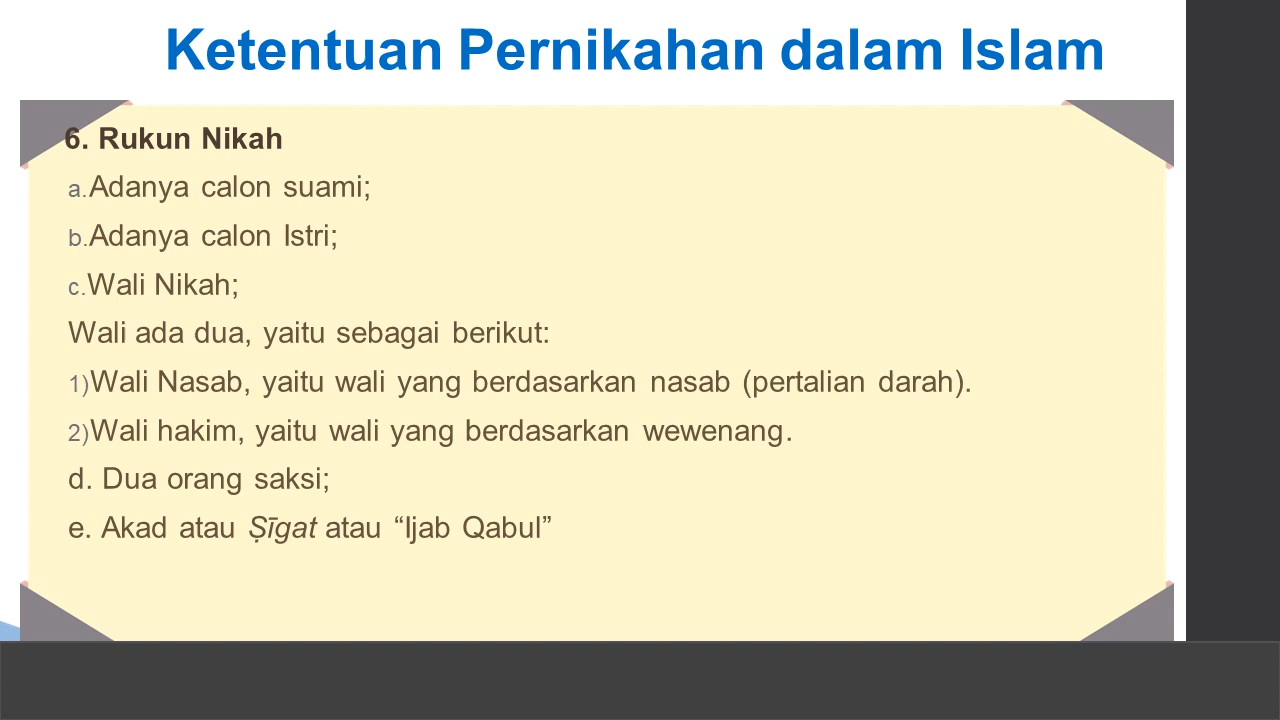 Ketentuan Pernikahan dalam Islam
6. Rukun Nikah
a.Adanya calon suami;
b.Adanya calon Istri;
c.Wali Nikah;
Wali ada dua, yaitu sebagai berikut:
1)Wali Nasab, yaitu wali yang berdasarkan nasab (pertalian darah).
2)Wali hakim, yaitu wali yang berdasarkan wewenang.
d. Dua orang saksi;
e. Akad atau Ṣīgat atau “Ijab Qabul”